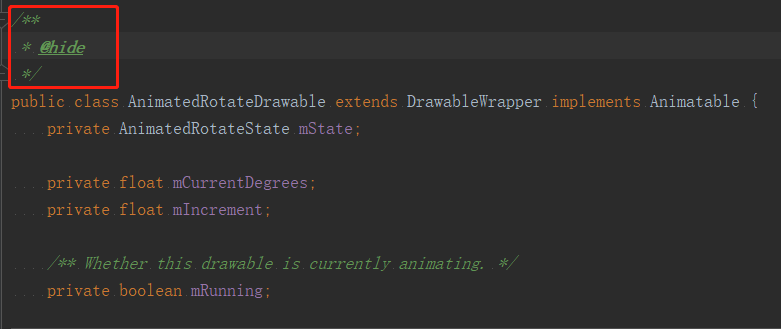 /**
 * @hide
 */
public class AnimatedRotateDrawable extends DrawableWrapper implements Animatable {
    private AnimatedRotateState mState;
    private float mCurrentDegrees;
    private float mIncrement;
    /** Whether this drawable is currently animating. */
    private boolean mRunning;